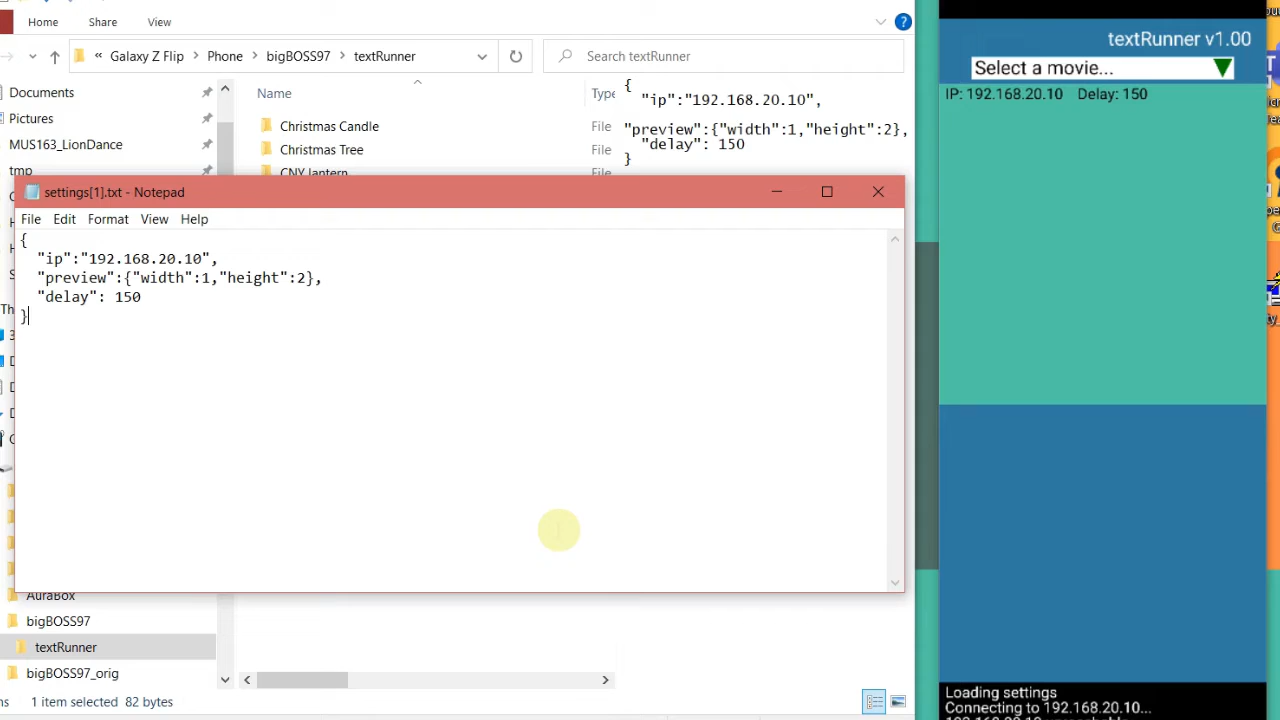 Home Share View
« Galaxy Z Flip Phone bigBOSS97 textRunner
Search textRunner
Documents
Pictures
MUS163_LionDance
tmp
Name Type
Christmas Candle File
Christmas Tree File
CNY lantern File
{
"ip":"192.168.20.10",
"preview":{"width":1,"height":2},
"delay": 150
}
settings[1].txt - Notepad
File Edit Format View Help
{
"ip":"192.168.20.10",
"preview":{"width":1,"height":2},
"delay": 150
}
AuraBox
bigBOSS97
textRunner
bigBOSS97_orig
1 item selected 82 bytes
textRunner v1.00
Select a movie...
IP: 192.168.20.10 Delay: 150
Loading settings
Connecting to 192.168.20.10...